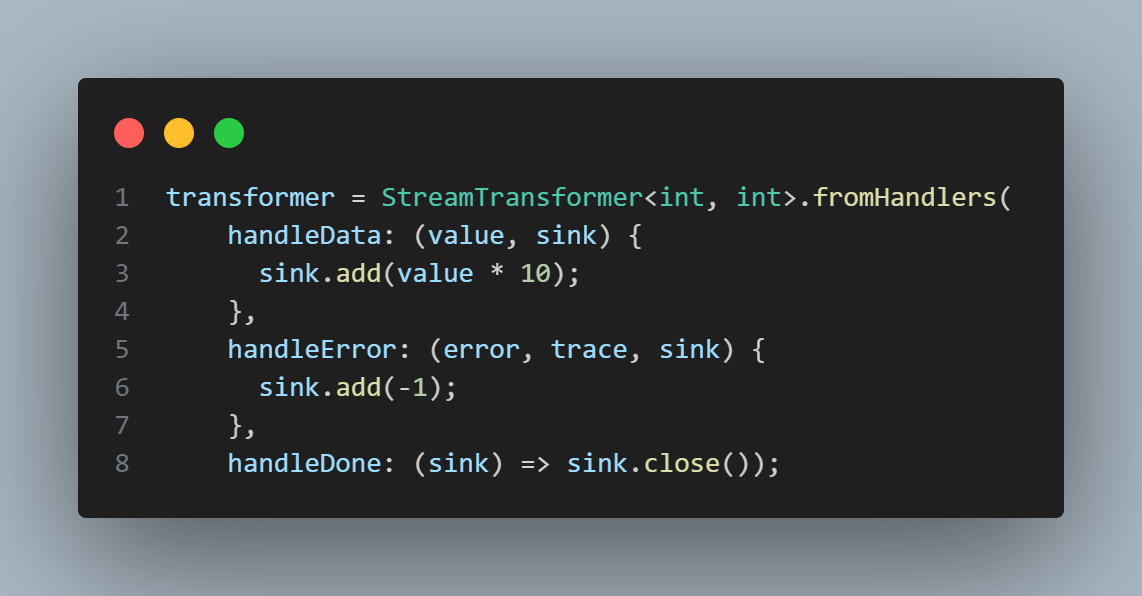 1 transformer = StreamTransformer<int, int>.fromHandlers(
2     handleData: (value, sink) {
3       sink.add(value * 10);
4     },
5     handleError: (error, trace, sink) {
6       sink.add(-1);
7     },
8     handleDone: (sink) => sink.close());